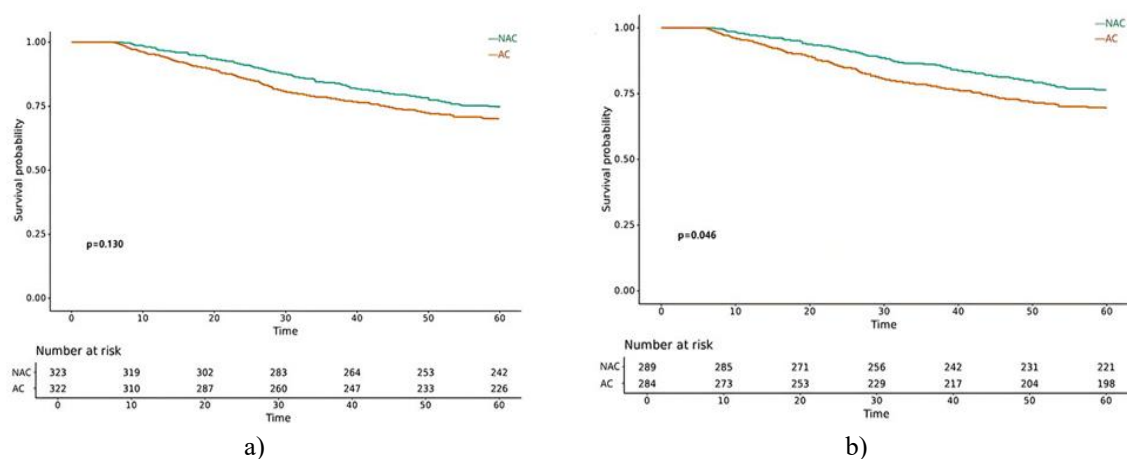 1.00
0.75
0.50
0.25
0.00
Survival probability
NAC
AC
p=0.130
0 10 20 30 40 50 60
Time
Number at risk
NAC 323 319 302 283 264 253 242
AC 322 310 287 260 247 233 226
0 10 20 30 40 50 60
Time
a)
1.00
0.75
0.50
0.25
0.00
Survival probability
NAC
AC
p=0.046
0 10 20 30 40 50 60
Time
Number at risk
NAC 289 285 271 256 242 231 221
AC 284 273 253 229 217 204 198
0 10 20 30 40 50 60
Time
b)